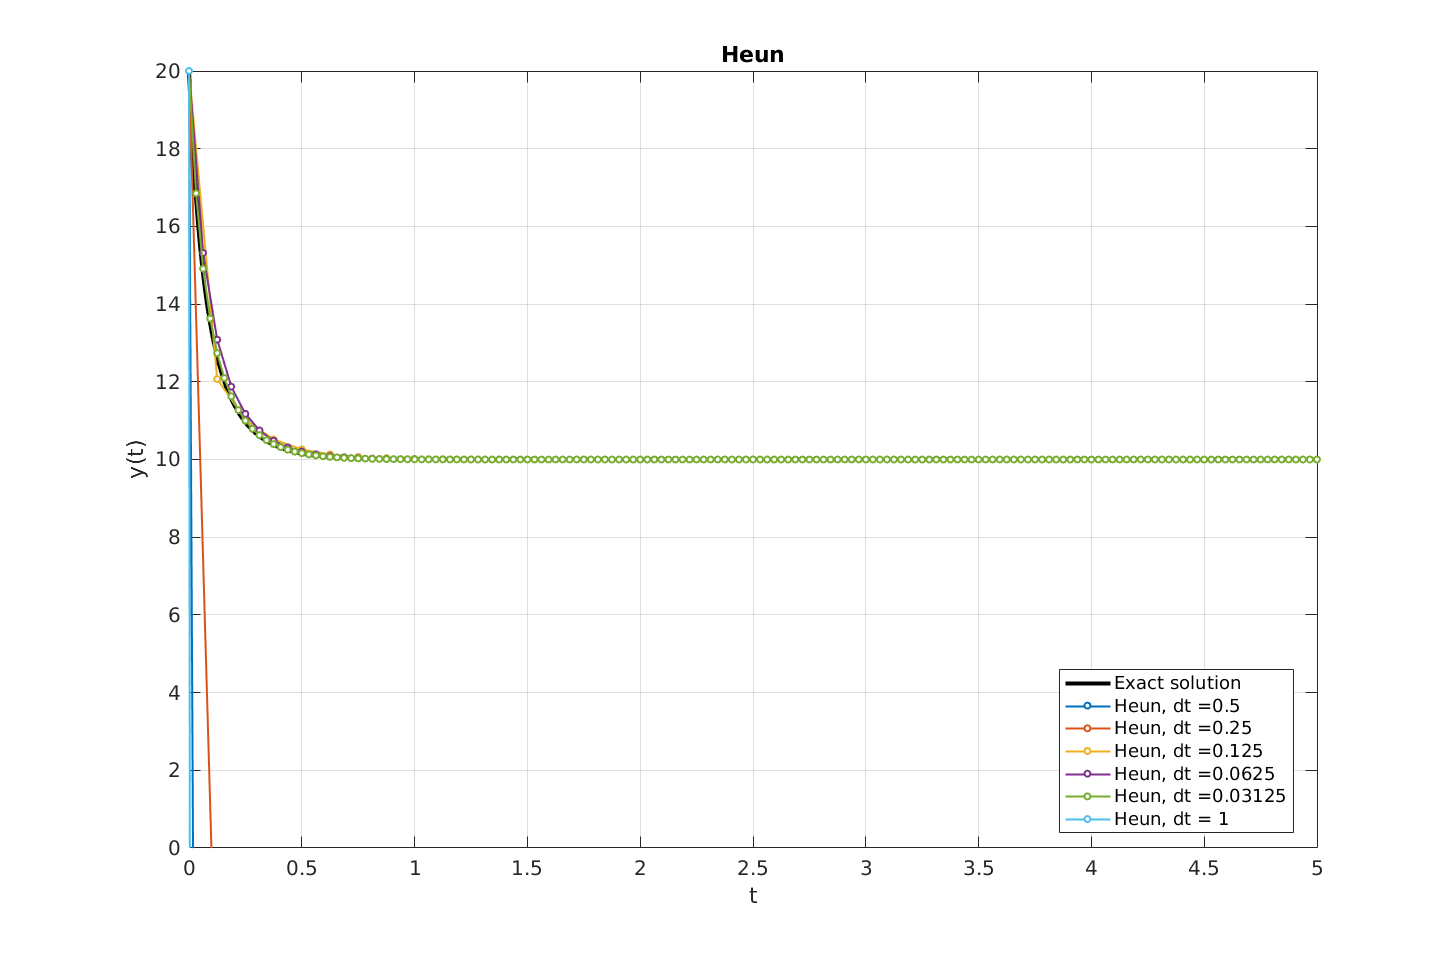 Heun
20
18
16
14
12
10
8
6
4
2
0
y(t)
0 0.5 1 1.5 2 2.5 3 3.5 4 4.5 5
t
Exact solution
Heun, dt =0.5
Heun, dt =0.25
Heun, dt =0.125
Heun, dt =0.0625
Heun, dt =0.03125
Heun, dt = 1